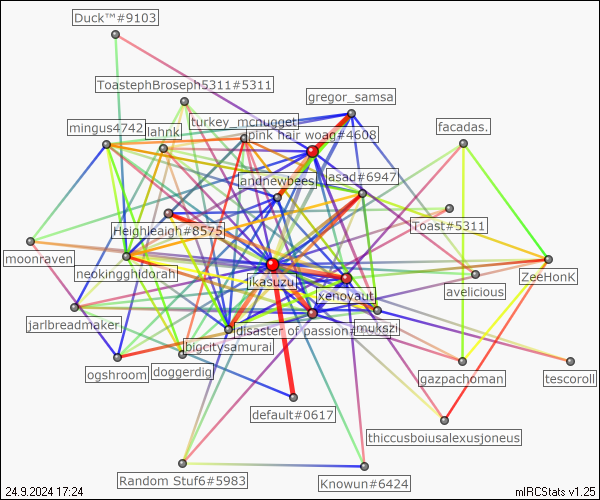 Duck™#9103
ToastephBroseph5311#5311
gregor_samsa
turkey_mcnugget
mingus4742
lahnk
pink hair woag#4608
facadas.
andnewbees
lasad#6947
Heighleaigh#8575
Toast#5311
moonraven
neokingghidorah
ikasuzu
xenovaut
avelicious
ZeeHonK
jarlbreadmaker
disaster of passion
mukszi
bigcitysamurai
ogshroom
doggerdig
gazpachoman
tescoroll
default#0617
thiccusboiusalexusjoneus
Random Stuf6#5983
Knowun#6424
24.9.2024 17:24
mIRCStats v1.25